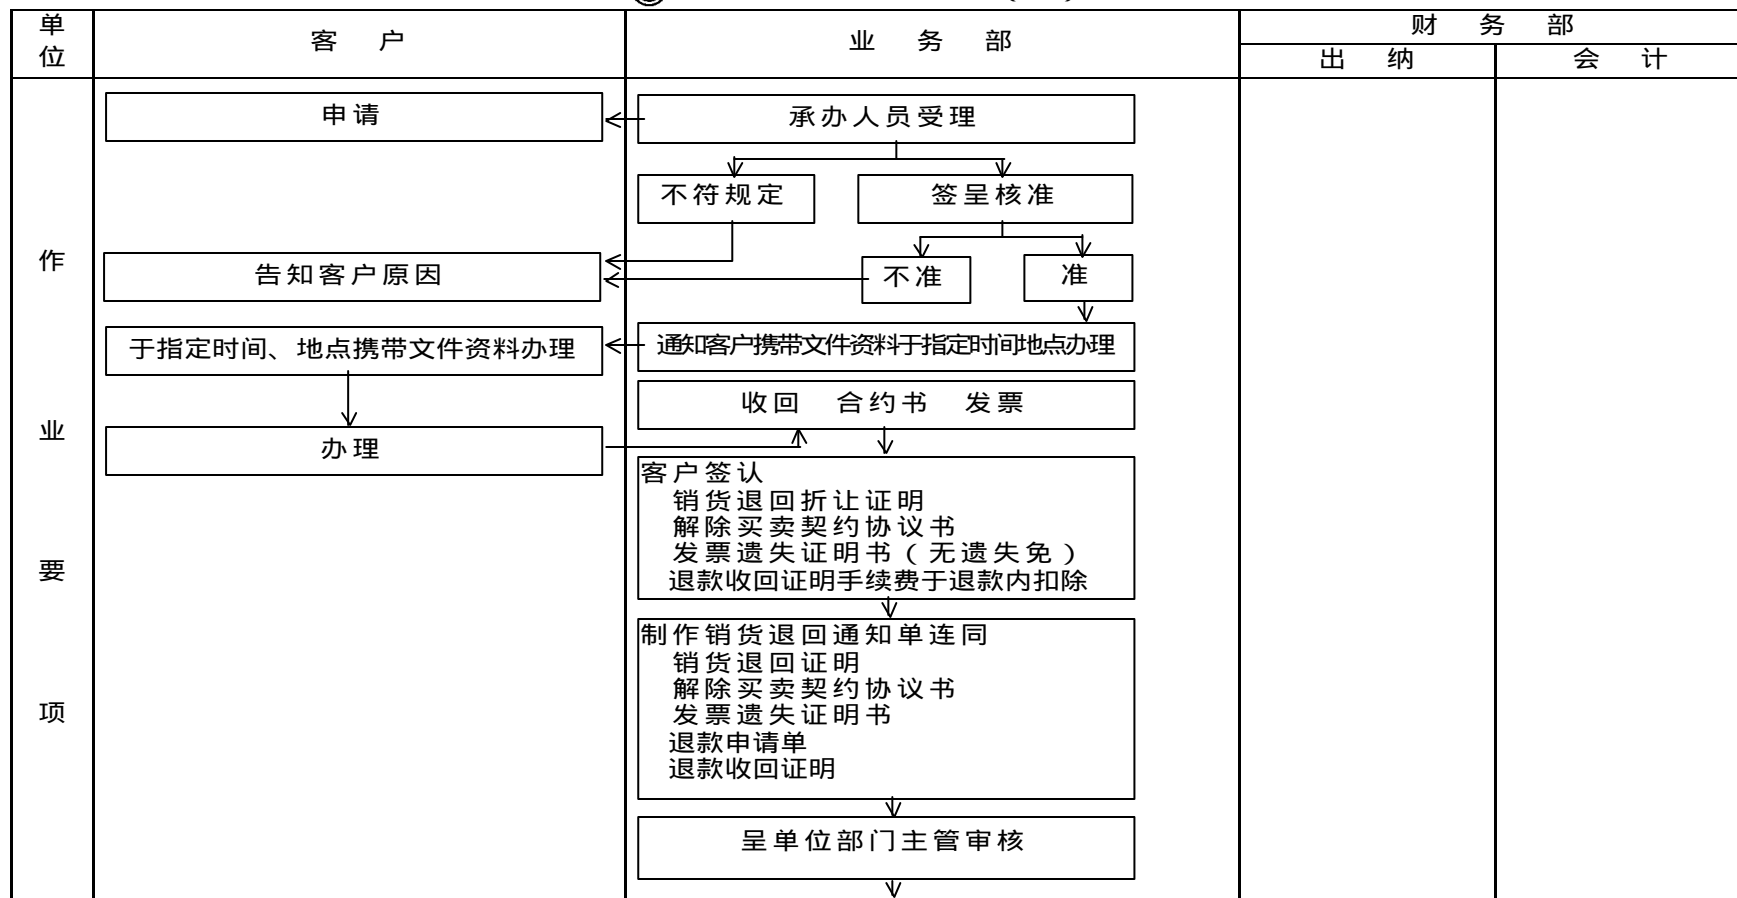 单位
客户
业务部
财务部
出纳
会计
作业要项
申请
承办人员受理
不符规定
签呈核准
告知客户原因
不准
准
于指定时间、地点携带文件资料办理
通知客户携带文件资料于指定时间地点办理
收回 合约书 发票
办理
客户签认
销货退回折让证明
解除买卖契约协议书
发票遗失证明书（无遗失免）
退款收回证明手续费于退款内扣除
制作销货退回通知单连同
销货退回证明
解除买卖契约协议书
发票遗失证明书
退款申请单
退款收回证明
呈单位部门主管审核